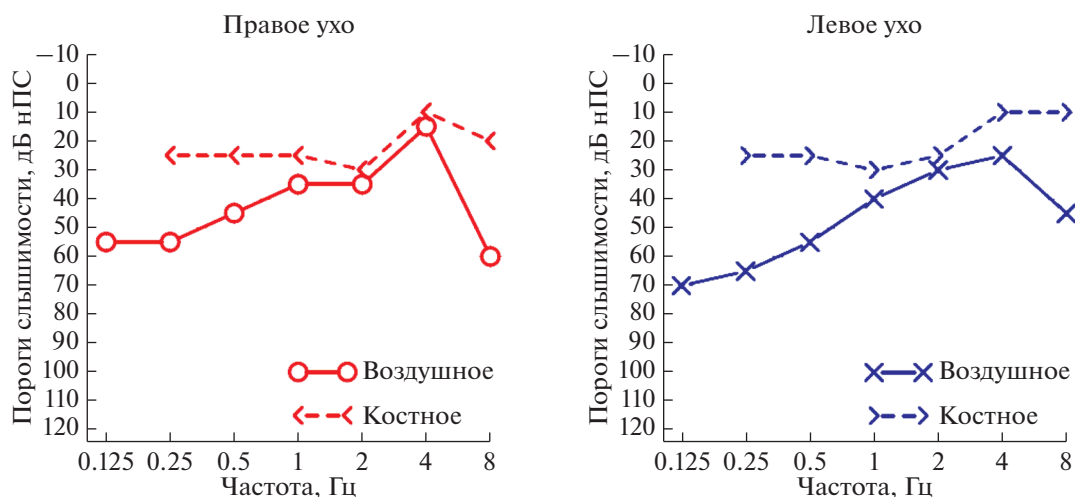 Правое ухо
Пороги слышимости, дБ нПС
−10
0
10
20
30
40
50
60
70
80
90
100
110
120
Воздушное
Костное
0.125 0.25 0.5 1 2 4 8
Частота, Гц
Левое ухо
Пороги слышимости, дБ нПС
−10
0
10
20
30
40
50
60
70
80
90
100
110
120
Воздушное
Костное
0.125 0.25 0.5 1 2 4 8
Частота, Гц